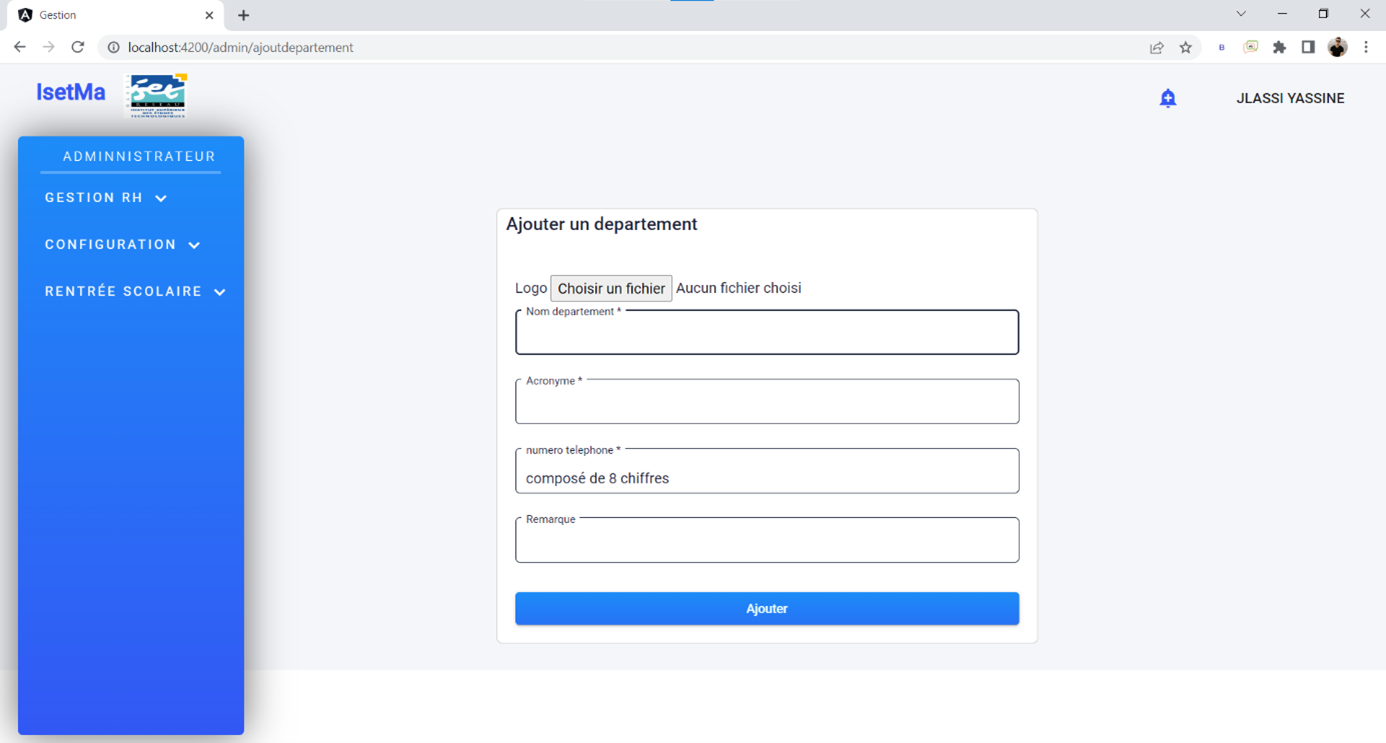 Gestion
localhost:4200/admin/ajoutdepartement
B
IsetMa
JLASSI YASSINE
ADMINNISTRATEUR
GESTION RH
CONFIGURATION
RENTRÉE SCOLAIRE
Ajouter un departement
Logo Choisir un fichier Aucun fichier choisi
Nom departement *
Acronyme *
numero telephone *
composé de 8 chiffres
Remarque
Ajouter